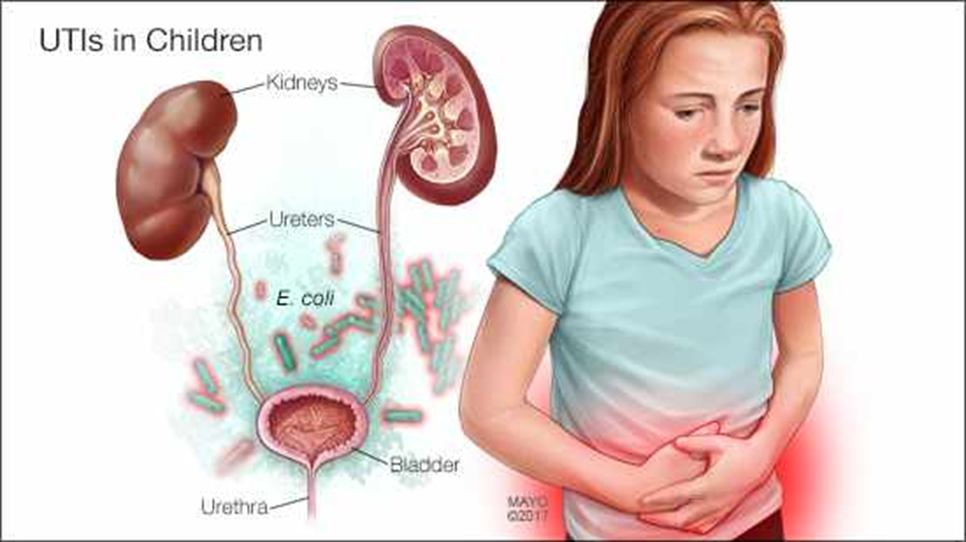 UTIs in Children
Kidneys
Ureters
E. coli
Bladder
Urethra
MAYO
©2017